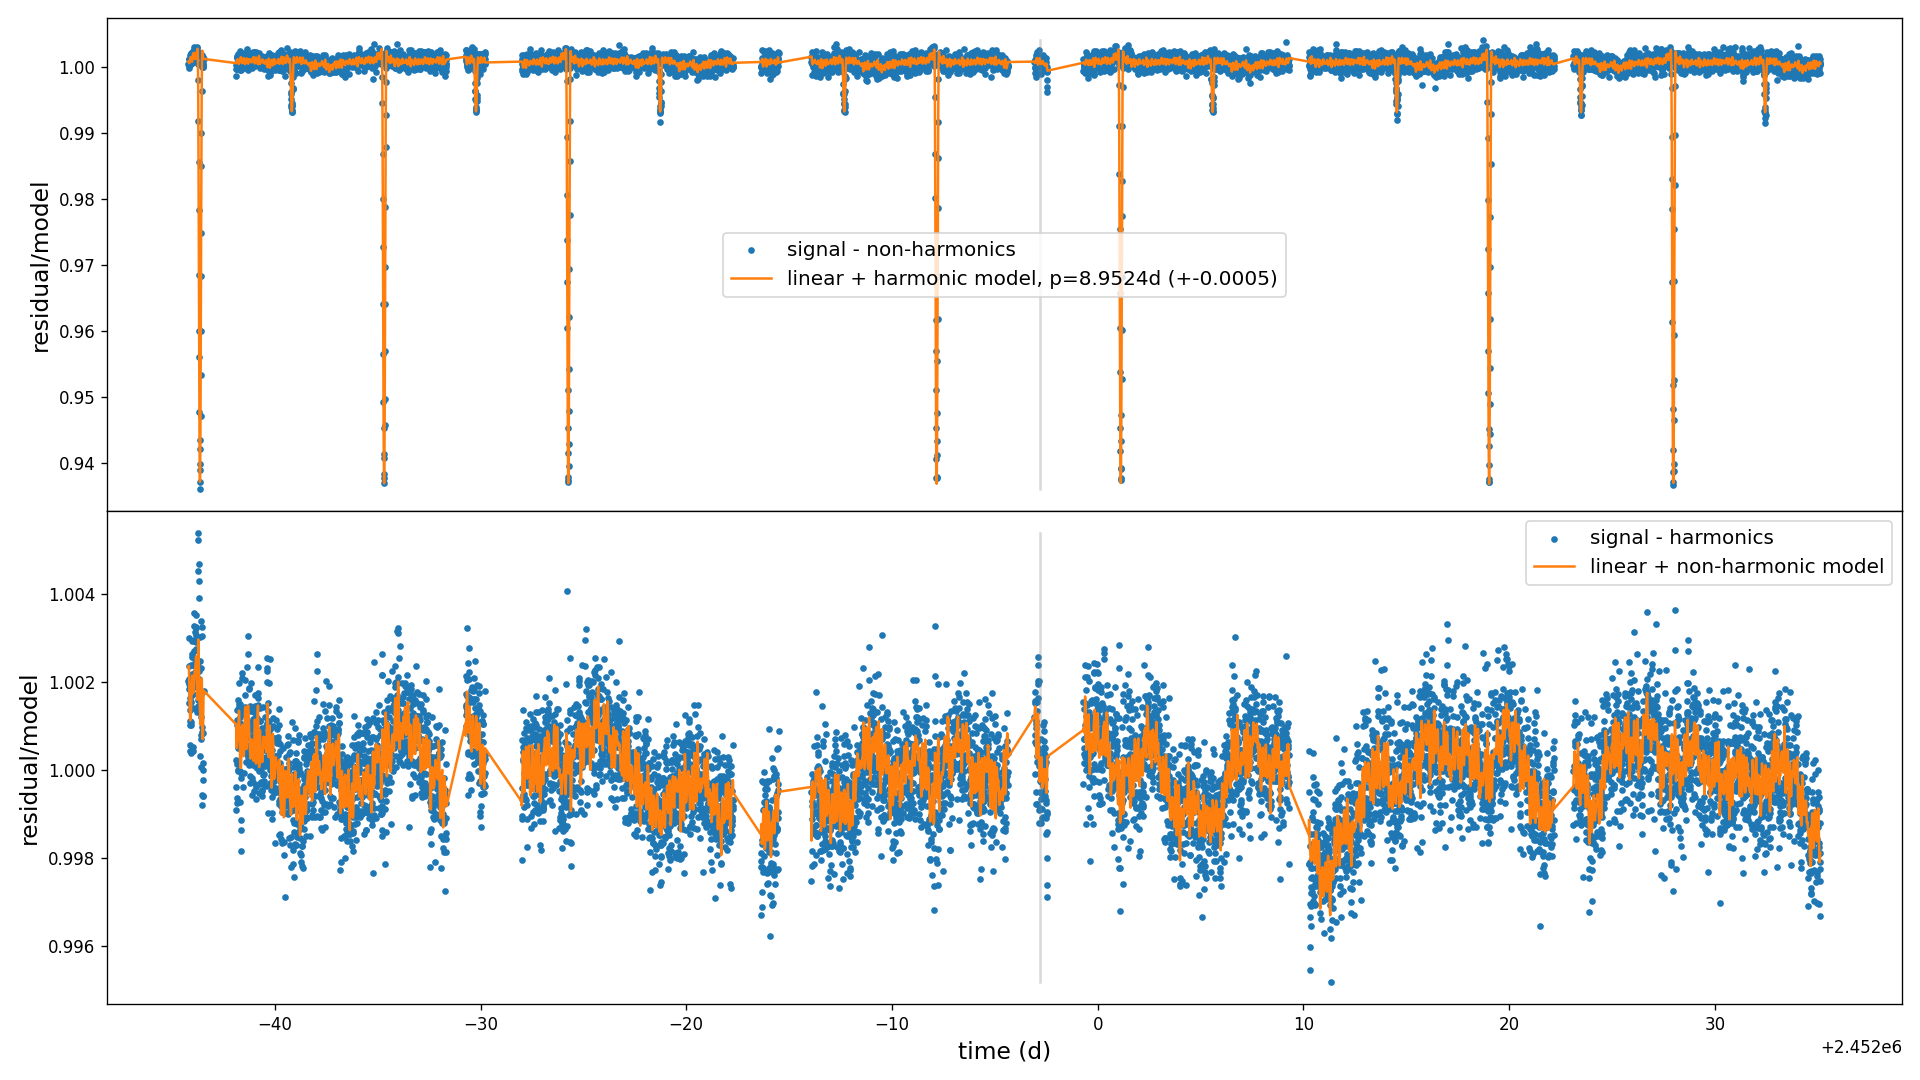 1.00
0.99
0.98
0.97
0.96
0.95
0.94
residual/model
signal - non-harmonics
linear + harmonic model, p=8.9524d (+-0.0005)
1.004
1.002
1.000
0.998
0.996
residual/model
signal - harmonics
linear + non-harmonic model
−40 −30 −20 −10 0 10 20 30
time (d)
+2.452e6